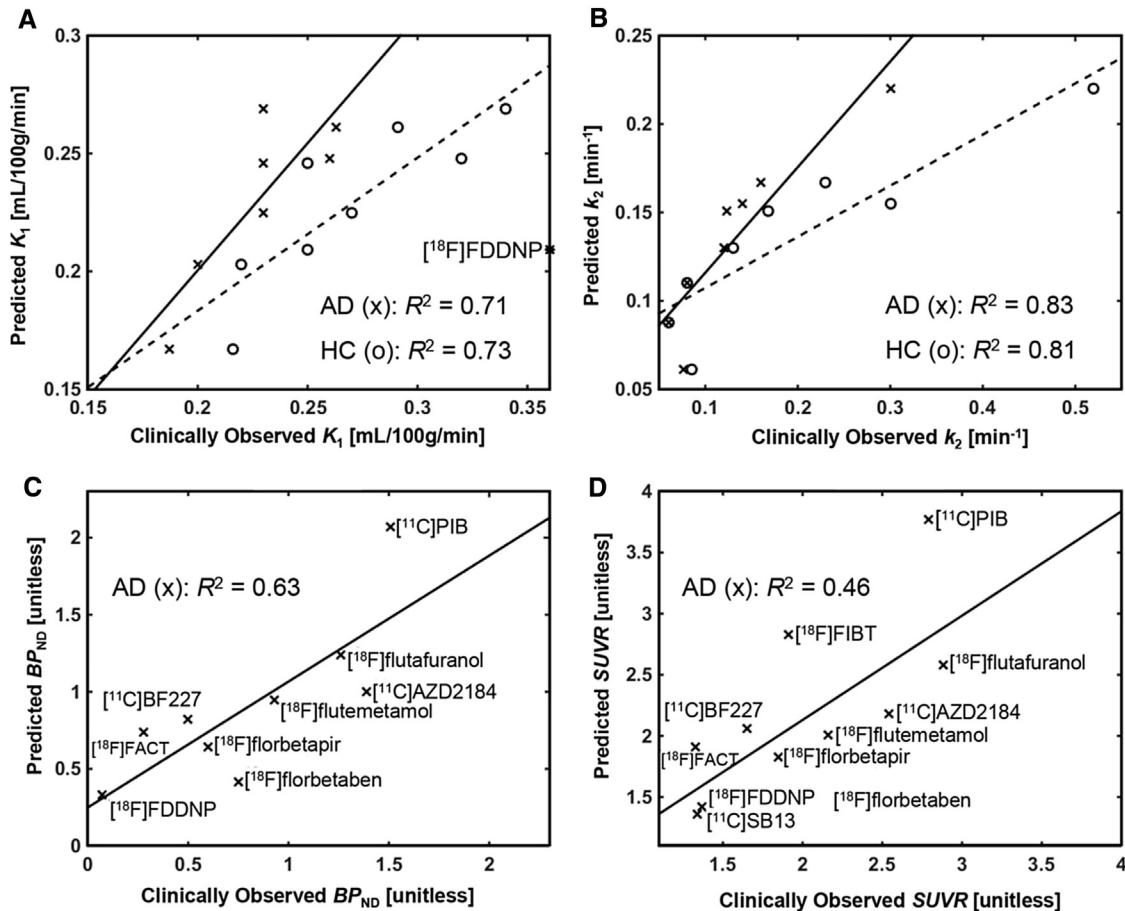 A
0.3
0.25
0.2
0.15
0.15
0.2
0.25
0.3
0.35
Predicted K1 [mL/100g/min]
Clinically Observed K1 [mL/100g/min]
[18F]FDDNP
AD (x): R2 = 0.71
HC (o): R2 = 0.73
B
0.25
0.2
0.15
0.1
0.05
0.1
0.2
0.3
0.4
0.5
Predicted k2 [min-1]
Clinically Observed k2 [min-1]
AD (x): R2 = 0.83
HC (o): R2 = 0.81
C
2
1.5
1
0.5
0
0
0.5
1
1.5
2
Predicted BPND [unitless]
Clinically Observed BPND [unitless]
AD (x): R2 = 0.63
[11C]PIB
[18F]flutafuranol
[11C]AZD2184
[18F]flutemetamol
[11C]BF227
[18F]FACT
[18F]florbetapir
[18F]florbetaben
[18F]FDDNP
D
4
3.5
3
2.5
2
1.5
1.5
2
2.5
3
3.5
4
Predicted SUVR [unitless]
Clinically Observed SUVR [unitless]
AD (x): R2 = 0.46
[11C]PIB
[18F]FIBT
[18F]flutafuranol
[11C]AZD2184
[11C]BF227
[18F]flutemetamol
[18F]FACT
[18F]florbetapir
[18F]FDDNP
[18F]florbetaben
[11C]SB13